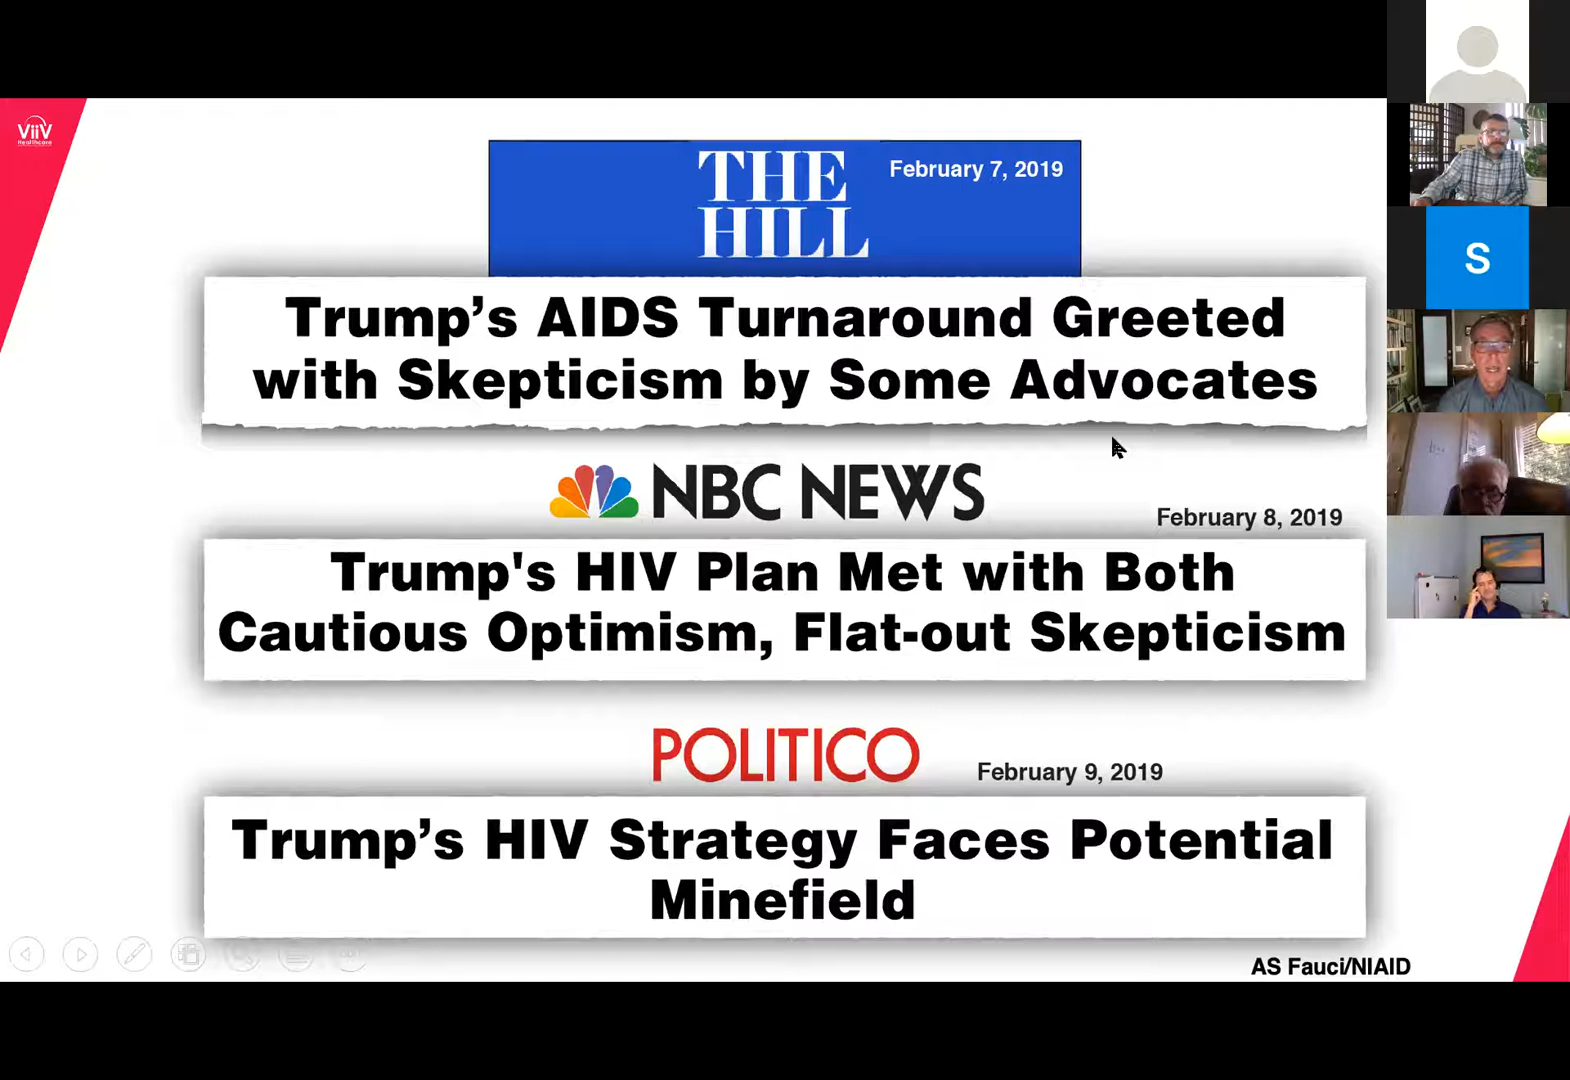 ViiV
Healthcare
THE
HILL
February 7, 2019
Trump’s AIDS Turnaround Greeted
with Skepticism by Some Advocates
NBC NEWS
February 8, 2019
Trump's HIV Plan Met with Both
Cautious Optimism, Flat-out Skepticism
POLITICO
February 9, 2019
Trump’s HIV Strategy Faces Potential
Minefield
AS Fauci/NIAID
S